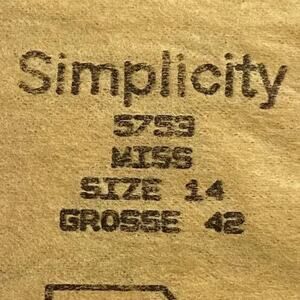 Simplicity
5759
MISS
SIZE 14
GROSSE 42